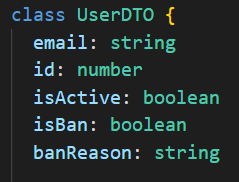 class UserDTO {
email: string
id: number
isActive: boolean
isBan: boolean
banReason: string